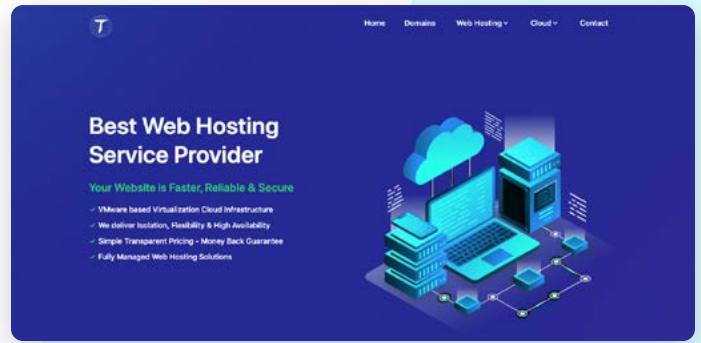 T
Home Domains Web Hosting Cloud Contact
Best Web Hosting
Service Provider
Your Website is Faster, Reliable & Secure
✓ VMware based Virtualization Cloud Infrastructure
✓ We deliver Isolation, Flexibility & High Availability
✓ Simple Transparent Pricing - Money Back Guarantee
✓ Fully Managed Web Hosting Solutions